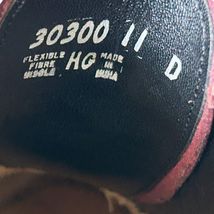 30300 11 D
FLEXIBLE HG MADE
FIBRE IN
INSOLE INDIA